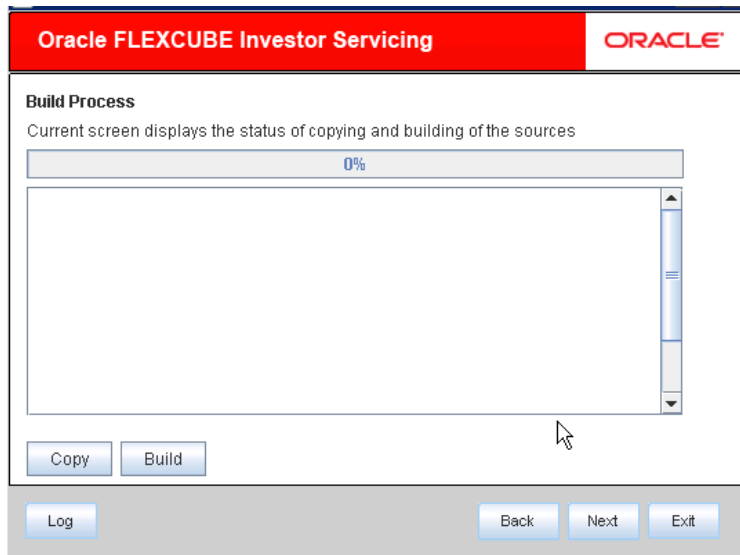 Oracle FLEXCUBE Investor Servicing
ORACLE
Build Process
Current screen displays the status of copying and building of the sources
0%
Copy Build
Log Back Next Exit